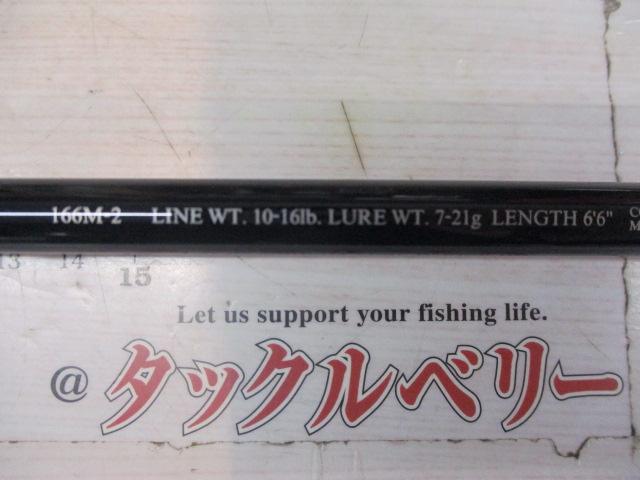 166M-2 LINE WT. 10-16lb. LURE WT. 7-21g LENGTH 6'6"
13 14 15
Let us support your fishing life.
@タックルベリー